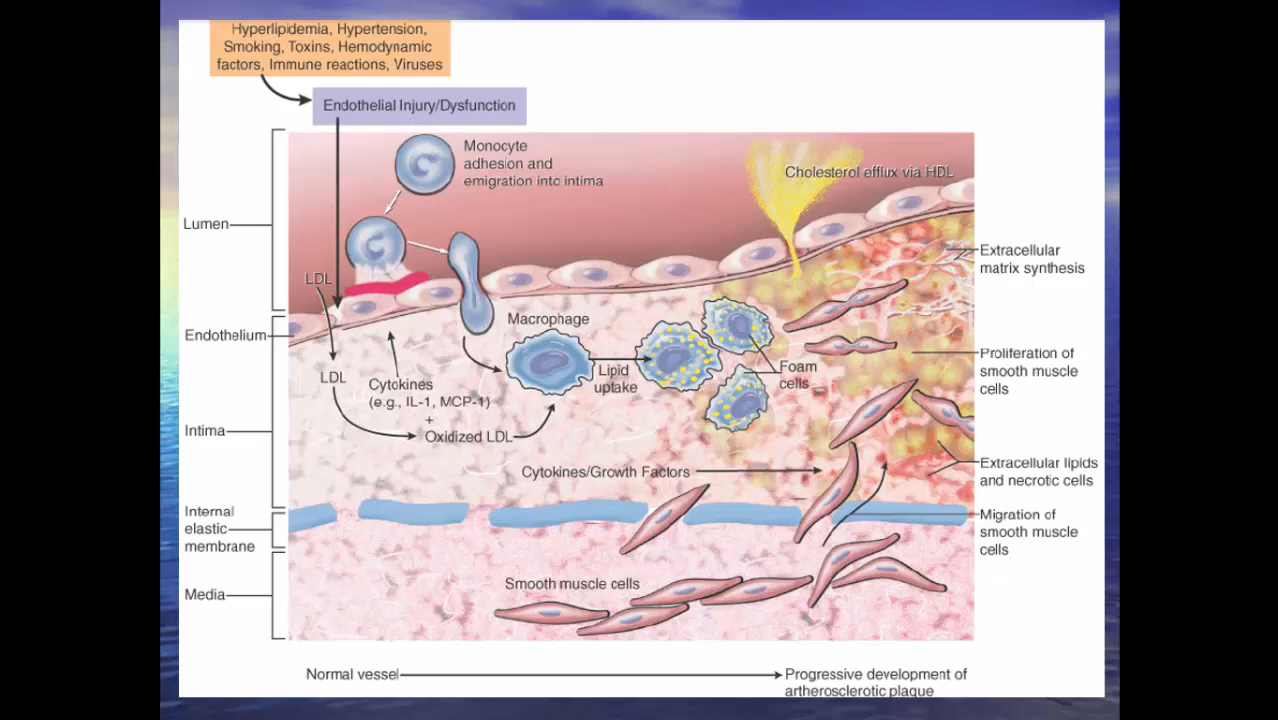 Hyperlipidemia, Hypertension,
Smoking, Toxins, Hemodynamic
factors, Immune reactions, Viruses
Endothelial Injury/Dysfunction
Monocyte
adhesion and
emigration into intima
Cholesterol efflux via HDL
Lumen
Extracellular
matrix synthesis
LDL
Endothelium
Macrophage
Proliferation of
smooth muscle
cells
Lipid
uptake
Foam
cells
LDL
Cytokines
(e.g., IL-1, MCP-1)
+
Oxidized LDL
Intima
Cytokines/Growth Factors
Extracellular lipids
and necrotic cells
Internal
elastic
membrane
Migration of
smooth muscle
cells
Smooth muscle cells
Media
Normal vessel
Progressive development of
artherosclerotic plaque